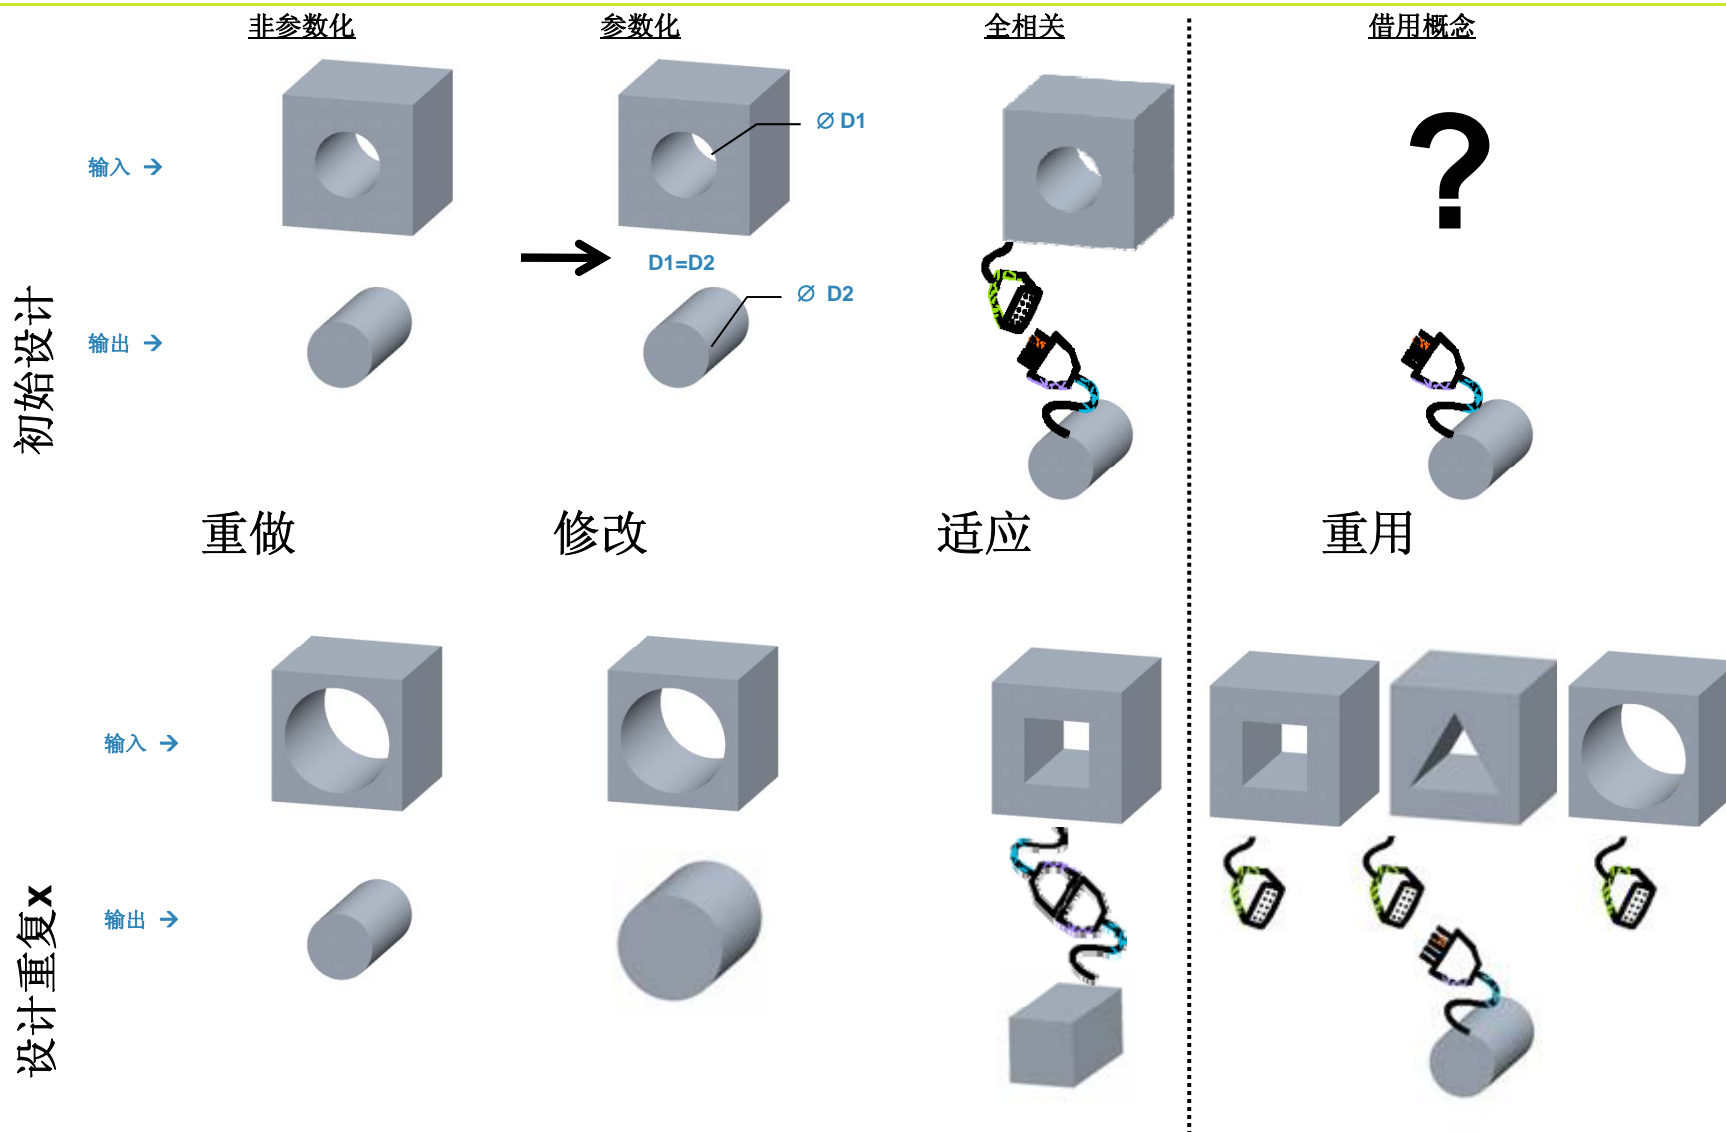 非参数化
参数化
全相关
借用概念
∅ D1
输入 →
D1=D2
∅ D2
输出 →
初始设计
重做
修改
适应
重用
?
输入 →
输出 →
设计重复x